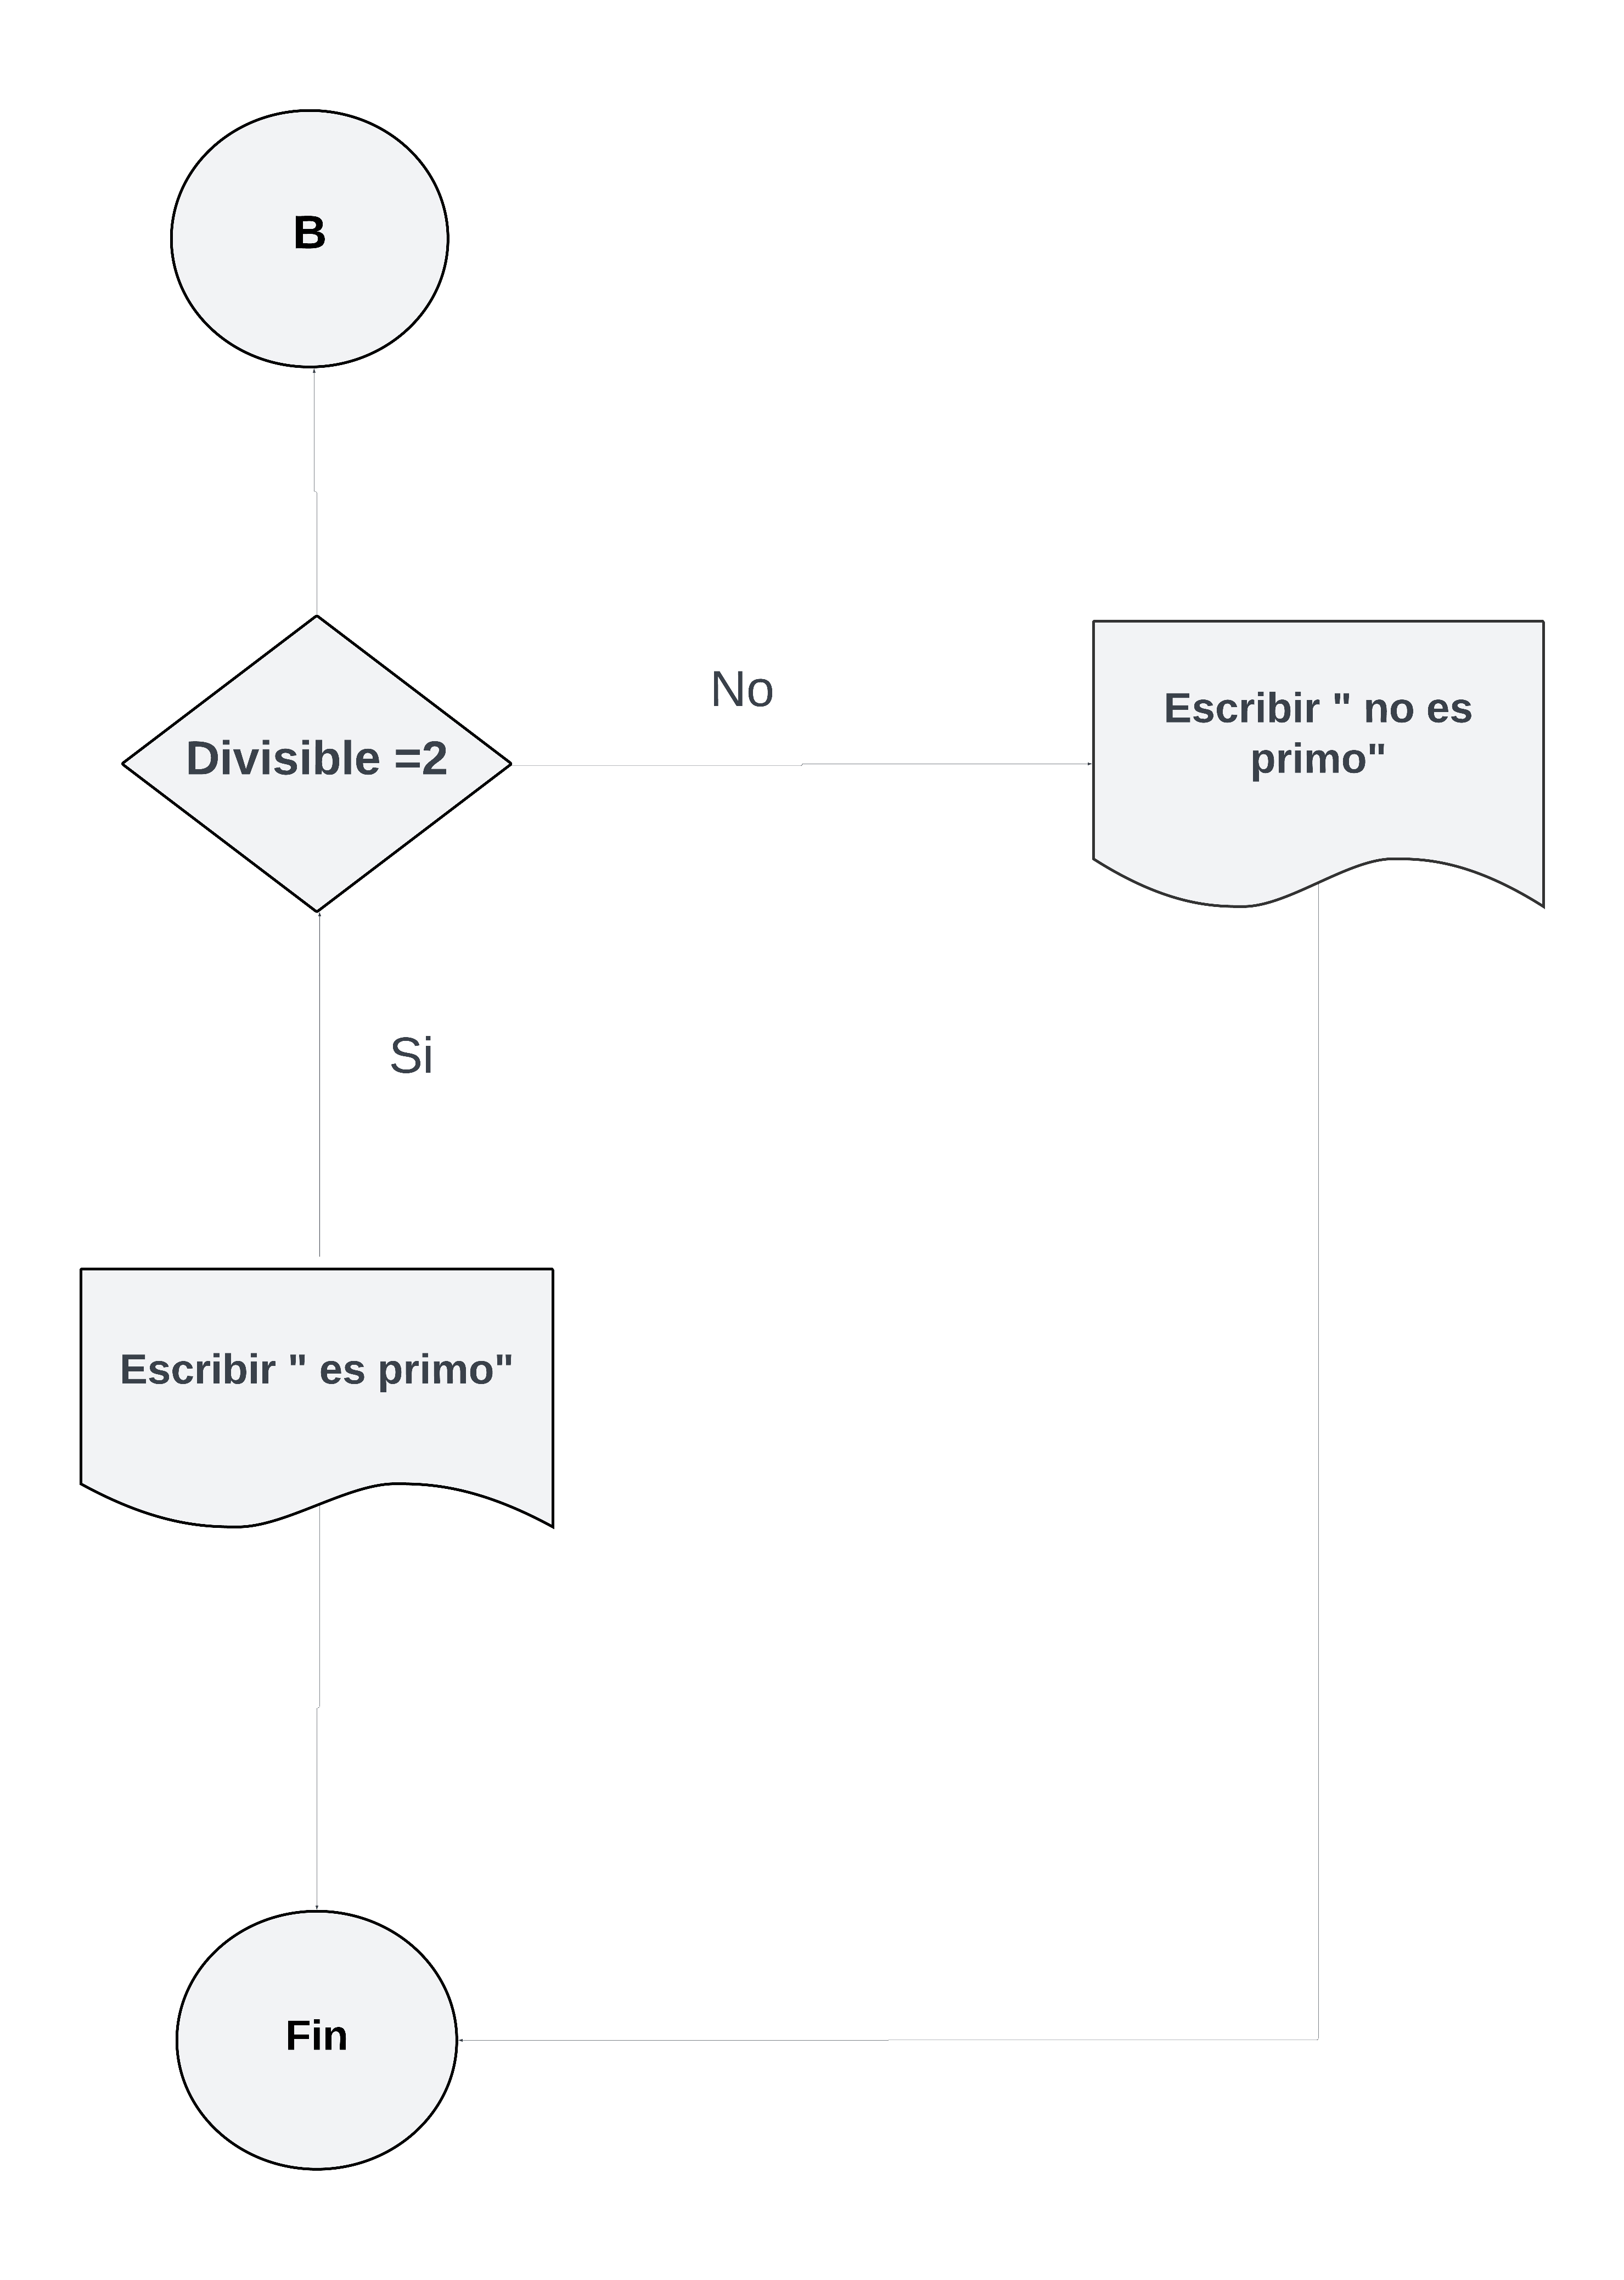 B
Divisible =2
No
Escribir " no es
primo"
Si
Escribir " es primo"
Fin